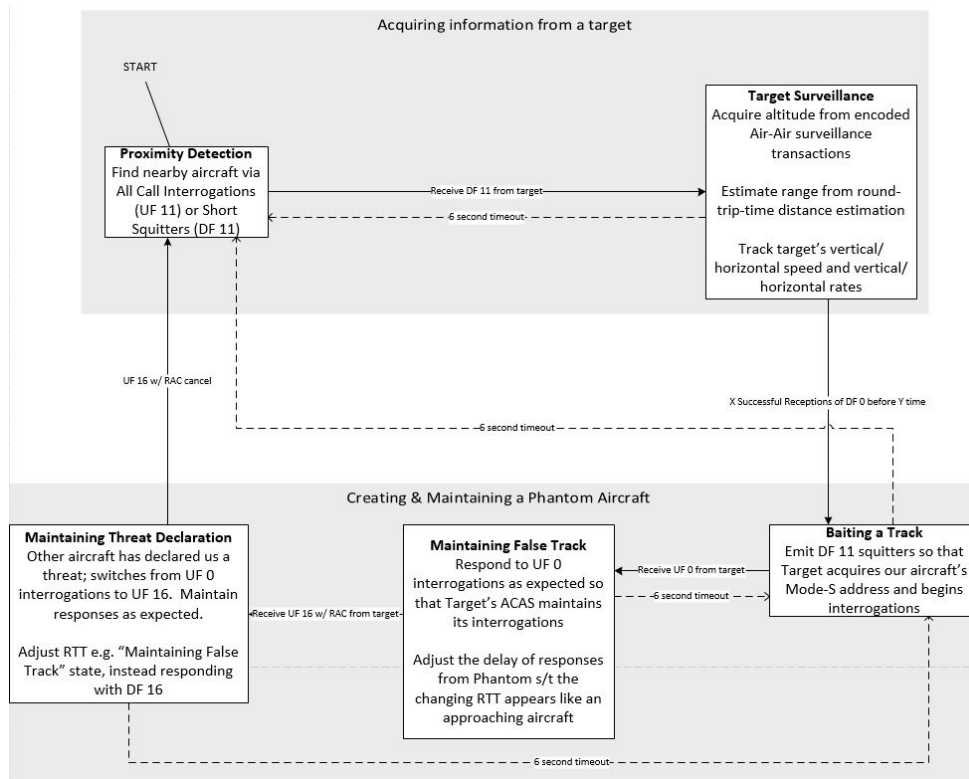 Acquiring information from a target
START
Proximity Detection
Find nearby aircraft via
All Call Interrogations
(UF 11) or Short
Squitters (DF 11)
Receive DF 11 from target
6 second timeout
Target Surveillance
Acquire altitude from encoded
Air-Air surveillance
transactions
Estimate range from round-
trip-time distance estimation
Track target's vertical/
horizontal speed and vertical/
horizontal rates
UF 16 w/ RAC cancel
X Successful Receptions of DF 0 before Y time
6 second timeout
Creating & Maintaining a Phantom Aircraft
Maintaining Threat Declaration
Other aircraft has declared us a
threat; switches from UF 0
interrogations to UF 16. Maintain
responses as expected.
Adjust RTT e.g. "Maintaining False
Track" state, instead responding
with DF 16
Receive UF 16 w/ RAC from target
Maintaining False Track
Respond to UF 0
interrogations as expected so
that Target's ACAS maintains
its interrogations
Adjust the delay of responses
from Phantom s/t the
changing RTT appears like an
approaching aircraft
Receive UF 0 from target
6 second timeout
Baiting a Track
Emit DF 11 squitters so that
Target acquires our aircraft's
Mode-S address and begins
interrogations
6 second timeout